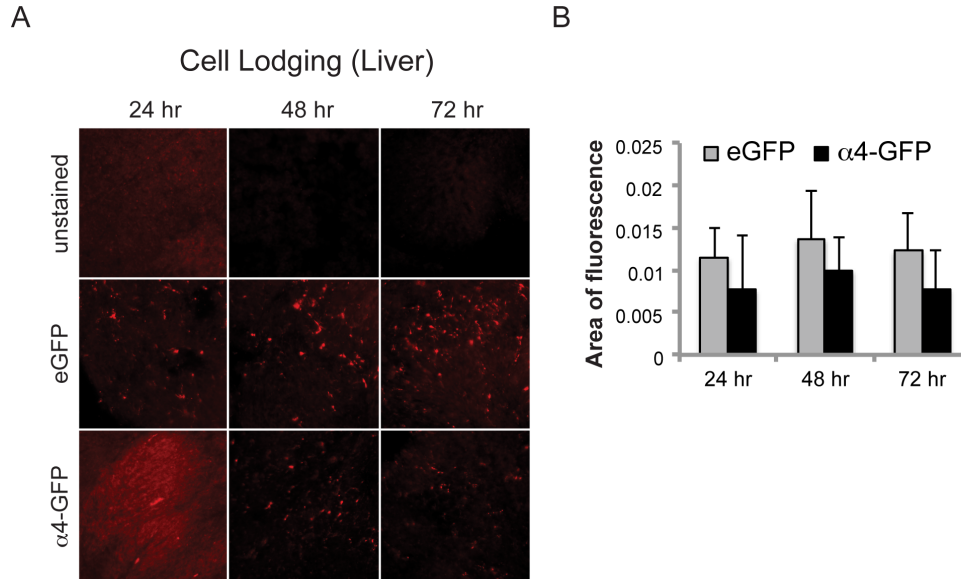 A
Cell Lodging (Liver)
24 hr 48 hr 72 hr
unstained
eGFP
α4-GFP
B
eGFP α4-GFP
Area of fluorescence
0.025
0.02
0.015
0.01
0.005
0
24 hr 48 hr 72 hr